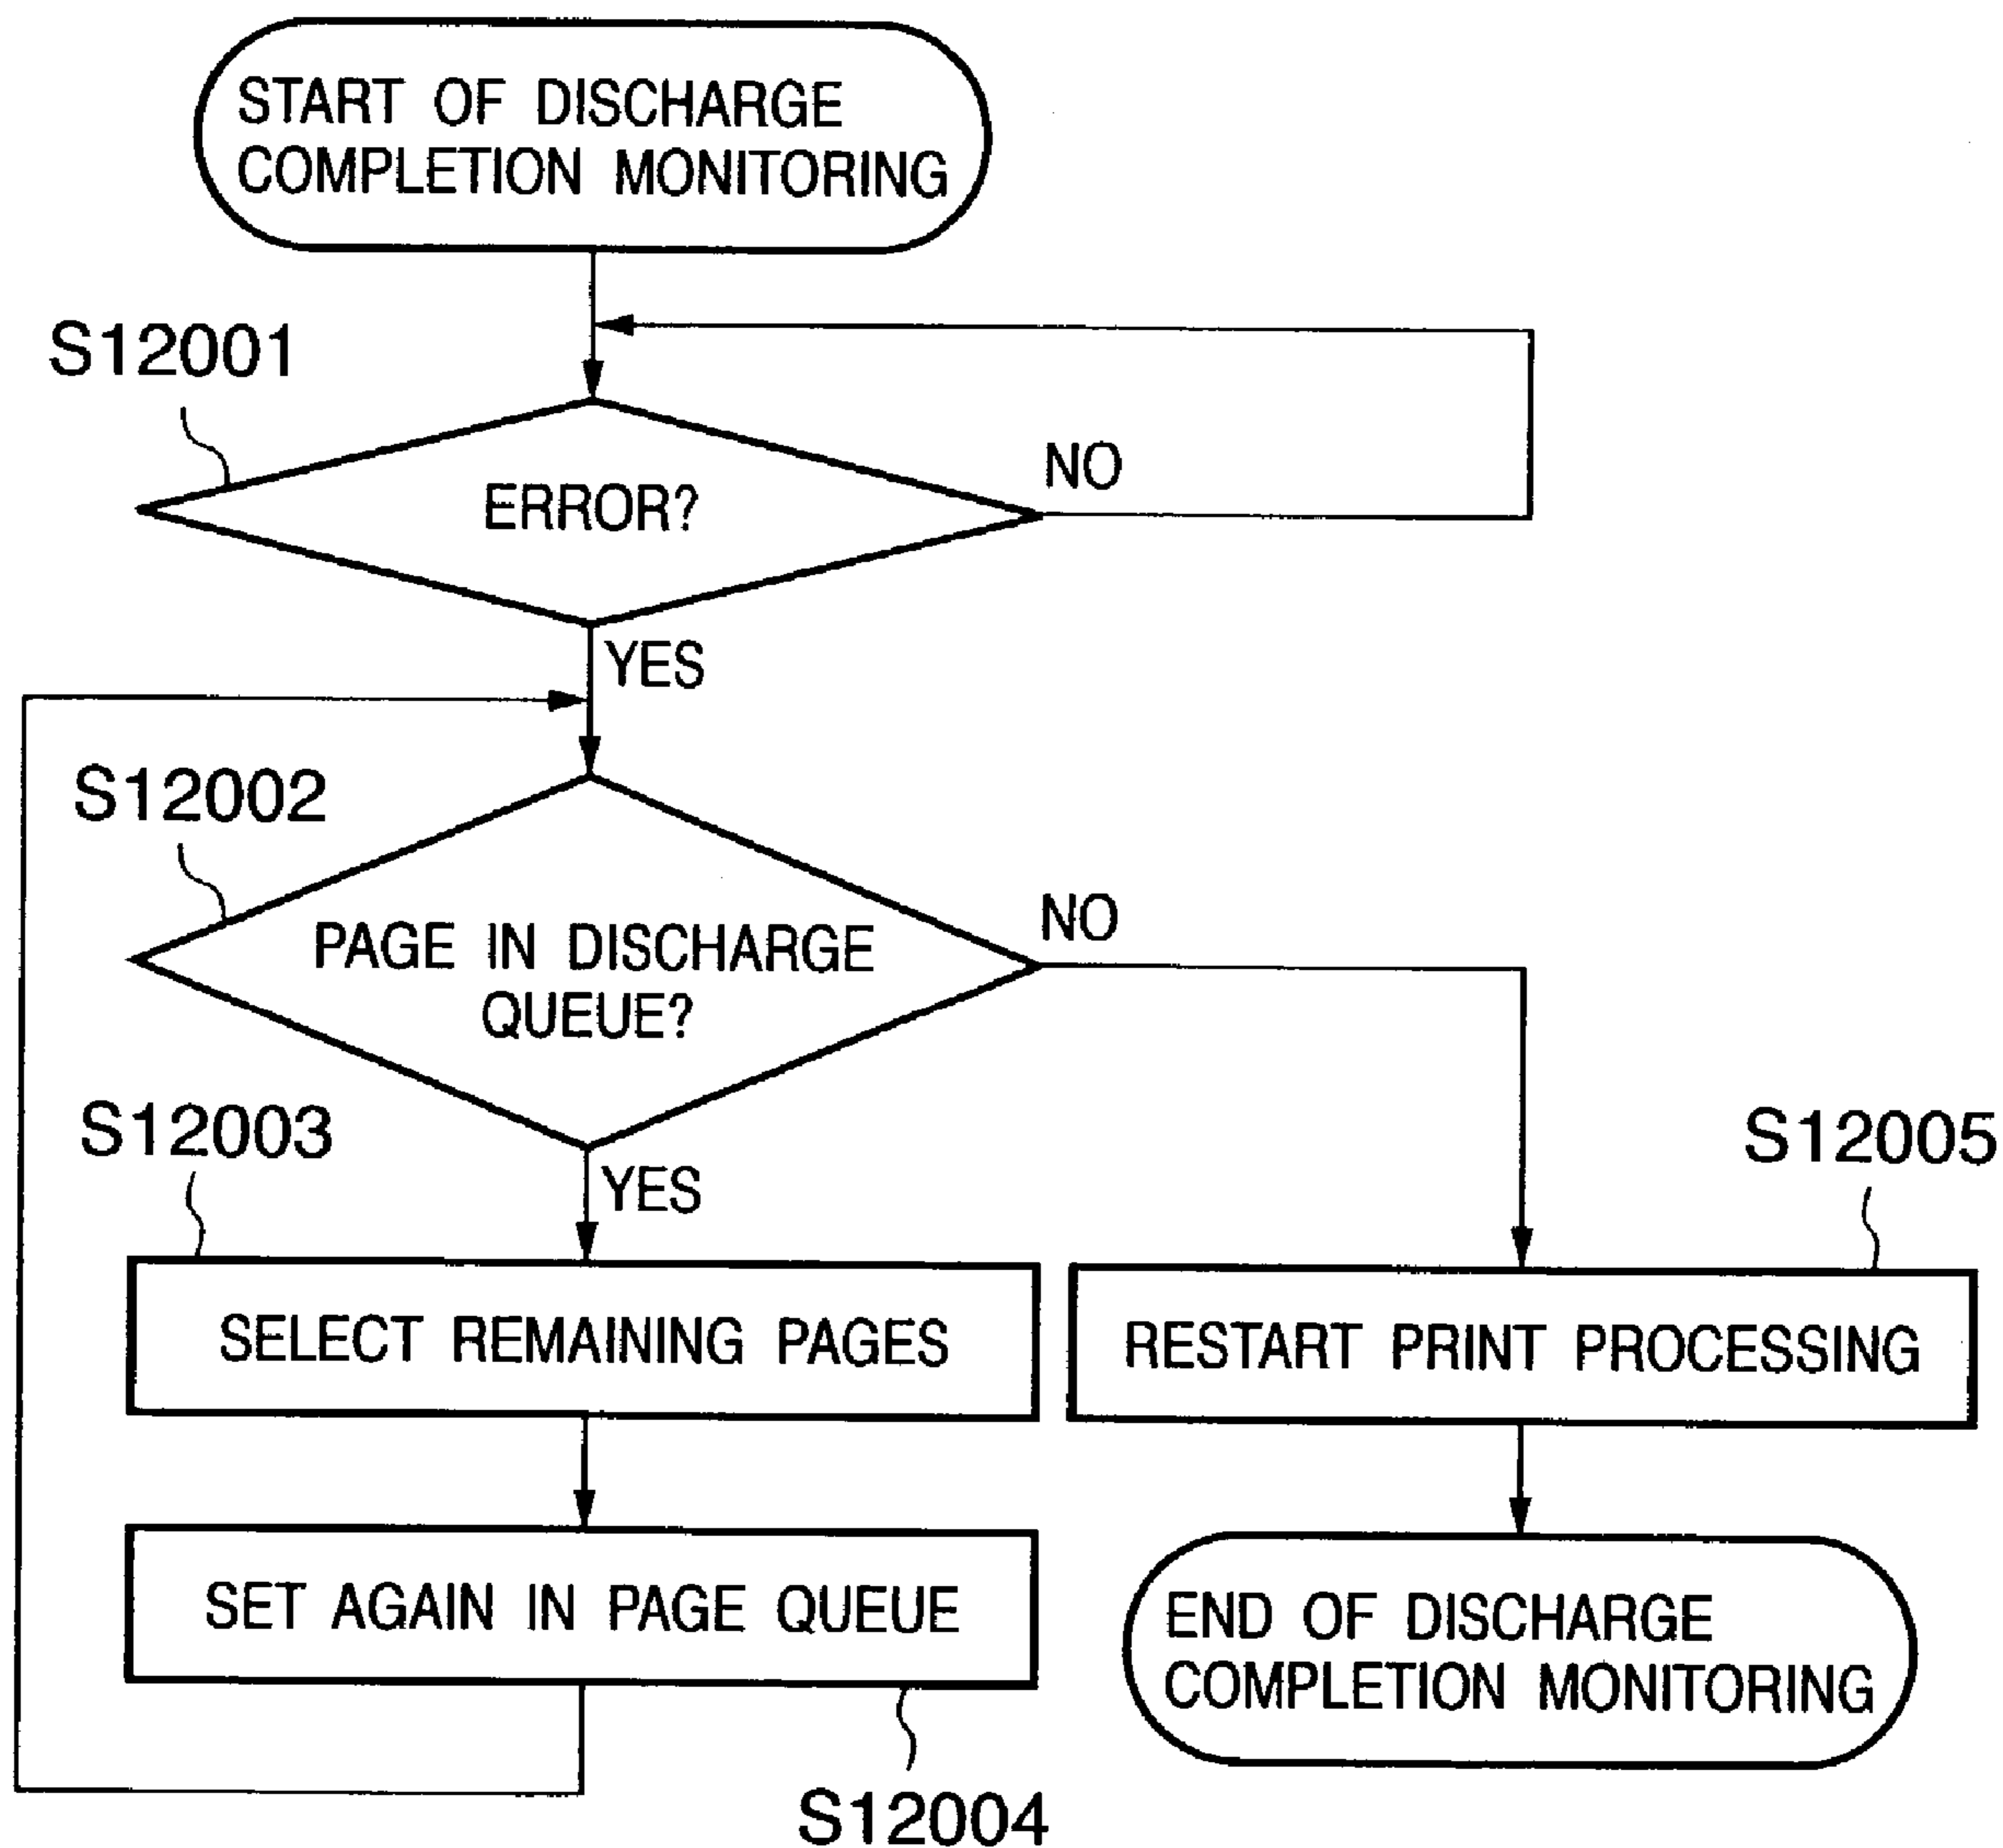 START OF DISCHARGE
COMPLETION MONITORING
S12001
ERROR?
NO
YES
S12002
PAGE IN DISCHARGE
QUEUE?
NO
YES
S12003
SELECT REMAINING PAGES
S12005
RESTART PRINT PROCESSING
SET AGAIN IN PAGE QUEUE
S12004
END OF DISCHARGE
COMPLETION MONITORING